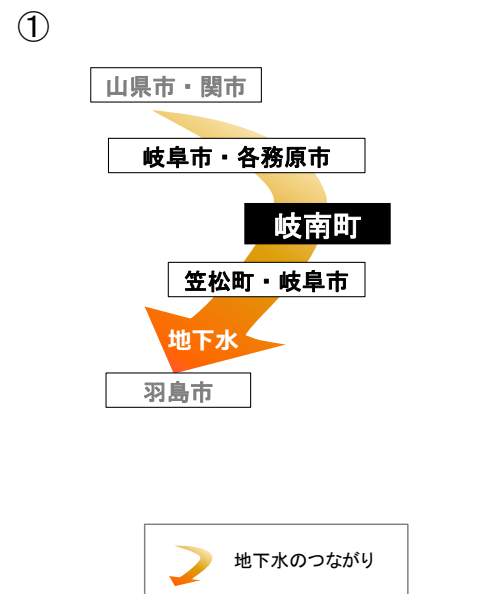 ①
山県市・関市
岐阜市・各務原市
岐南町
笠松町・岐阜市
地下水
羽島市
地下水のつながり